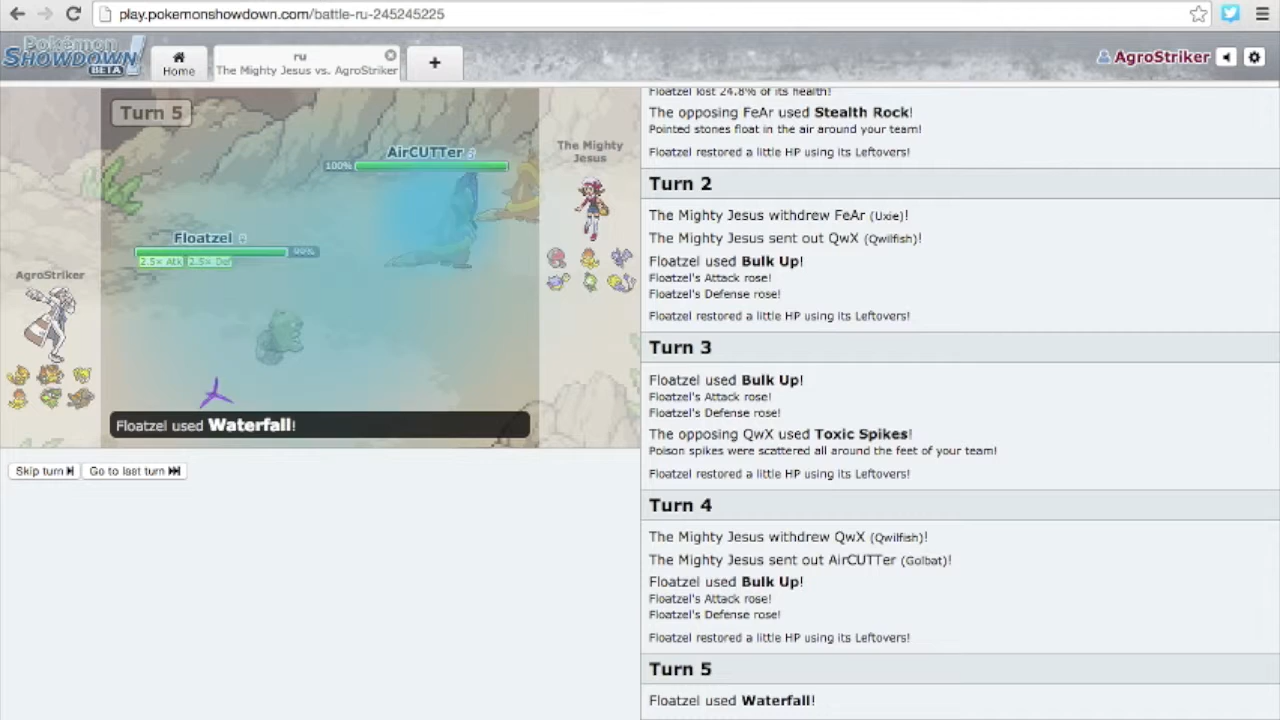 play.pokemonshowdown.com/battle-ru-245245225
Pokémon
SHOWDOWN!
BETA
Home
ru
The Mighty Jesus vs. AgroStriker
+
AgroStriker
Turn 5
AirCUTTer
100%
Floatzel
99%
2.5× Atk 2.5× Def
AgroStriker
The Mighty
Jesus
Floatzel used Waterfall!
Skip turn
Go to last turn
Floatzel lost 24.8% of its health!
The opposing FeAr used Stealth Rock!
Pointed stones float in the air around your team!
Floatzel restored a little HP using its Leftovers!
Turn 2
The Mighty Jesus withdrew FeAr (Uxie)!
The Mighty Jesus sent out QwX (Qwilfish)!
Floatzel used Bulk Up!
Floatzel's Attack rose!
Floatzel's Defense rose!
Floatzel restored a little HP using its Leftovers!
Turn 3
Floatzel used Bulk Up!
Floatzel's Attack rose!
Floatzel's Defense rose!
The opposing QwX used Toxic Spikes!
Poison spikes were scattered all around the feet of your team!
Floatzel restored a little HP using its Leftovers!
Turn 4
The Mighty Jesus withdrew QwX (Qwilfish)!
The Mighty Jesus sent out AirCUTTer (Golbat)!
Floatzel used Bulk Up!
Floatzel's Attack rose!
Floatzel's Defense rose!
Floatzel restored a little HP using its Leftovers!
Turn 5
Floatzel used Waterfall!